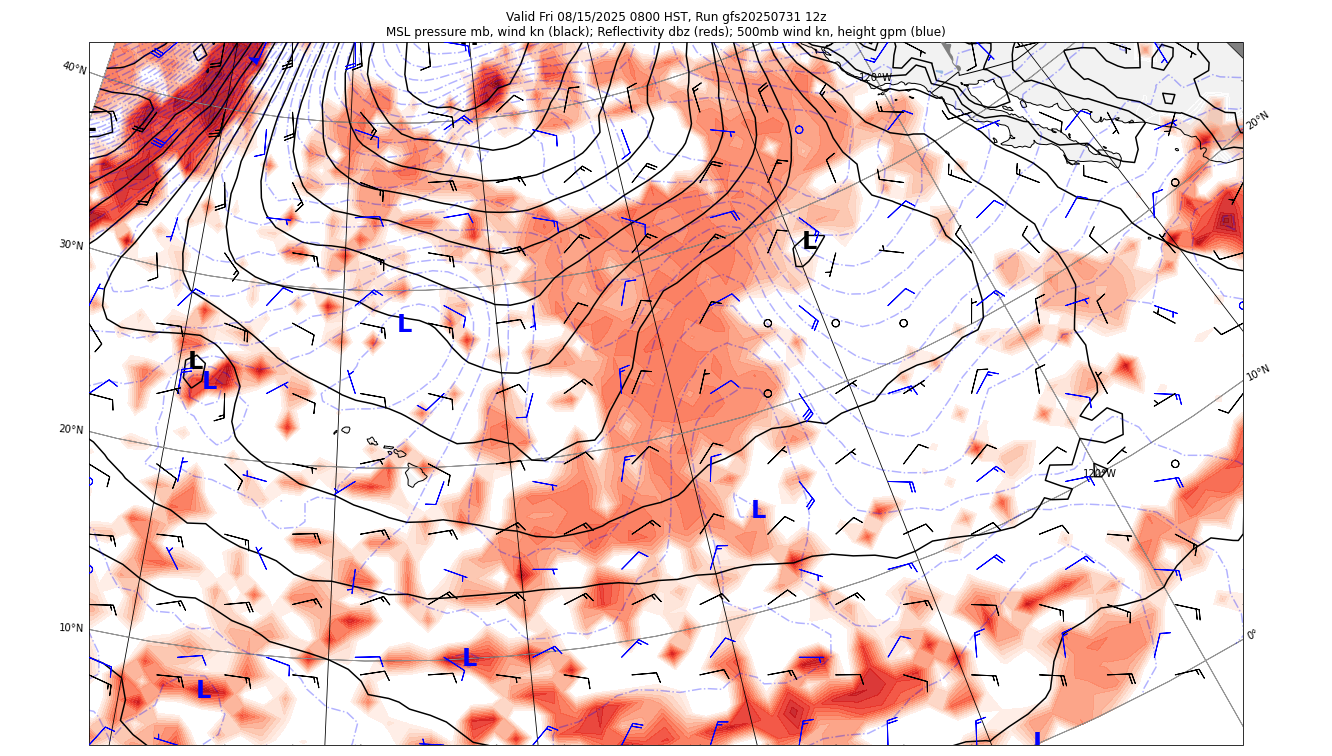 Valid Fri 08/15/2025 0800 HST, Run gfs20250731 12z
MSL pressure mb, wind kn (black); Reflectivity dbz (reds); 500mb wind kn, height gpm (blue)
40°N
120°W
20°N
L
30°N
L
L
L
10°N
20°N
120°W
L
10°N
0°
L
L
L